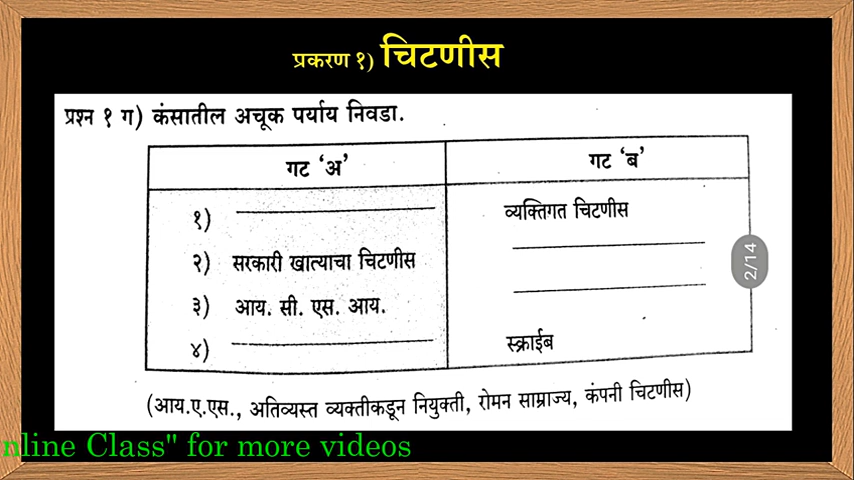 प्रकरण १) चिटणीस
प्रश्न १ ग) कंसातील अचूक पर्याय निवडा.
गट ‘अ’ गट ‘ब’
१) व्यक्तिगत चिटणीस
२) सरकारी खात्याचा चिटणीस
३) आय. सी. एस. आय.
४) स्क्राईब
2/14
(आय.ए.एस., अतिव्यस्त व्यक्तीकडून नियुक्ती, रोमन साम्राज्य, कंपनी चिटणीस)
nline Class" for more videos